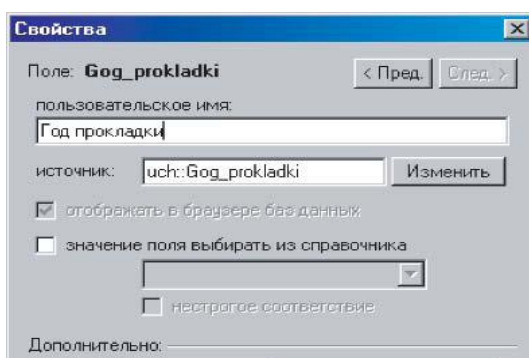 Свойства
Поле: Gog_prokladki < Пред. След. >
пользовательское имя:
Год прокладки
источник: uch::Gog_prokladki Изменить
отображать в браузере баз данных
значение поля выбирать из справочника
нестрогое соответствие
Дополнительно: